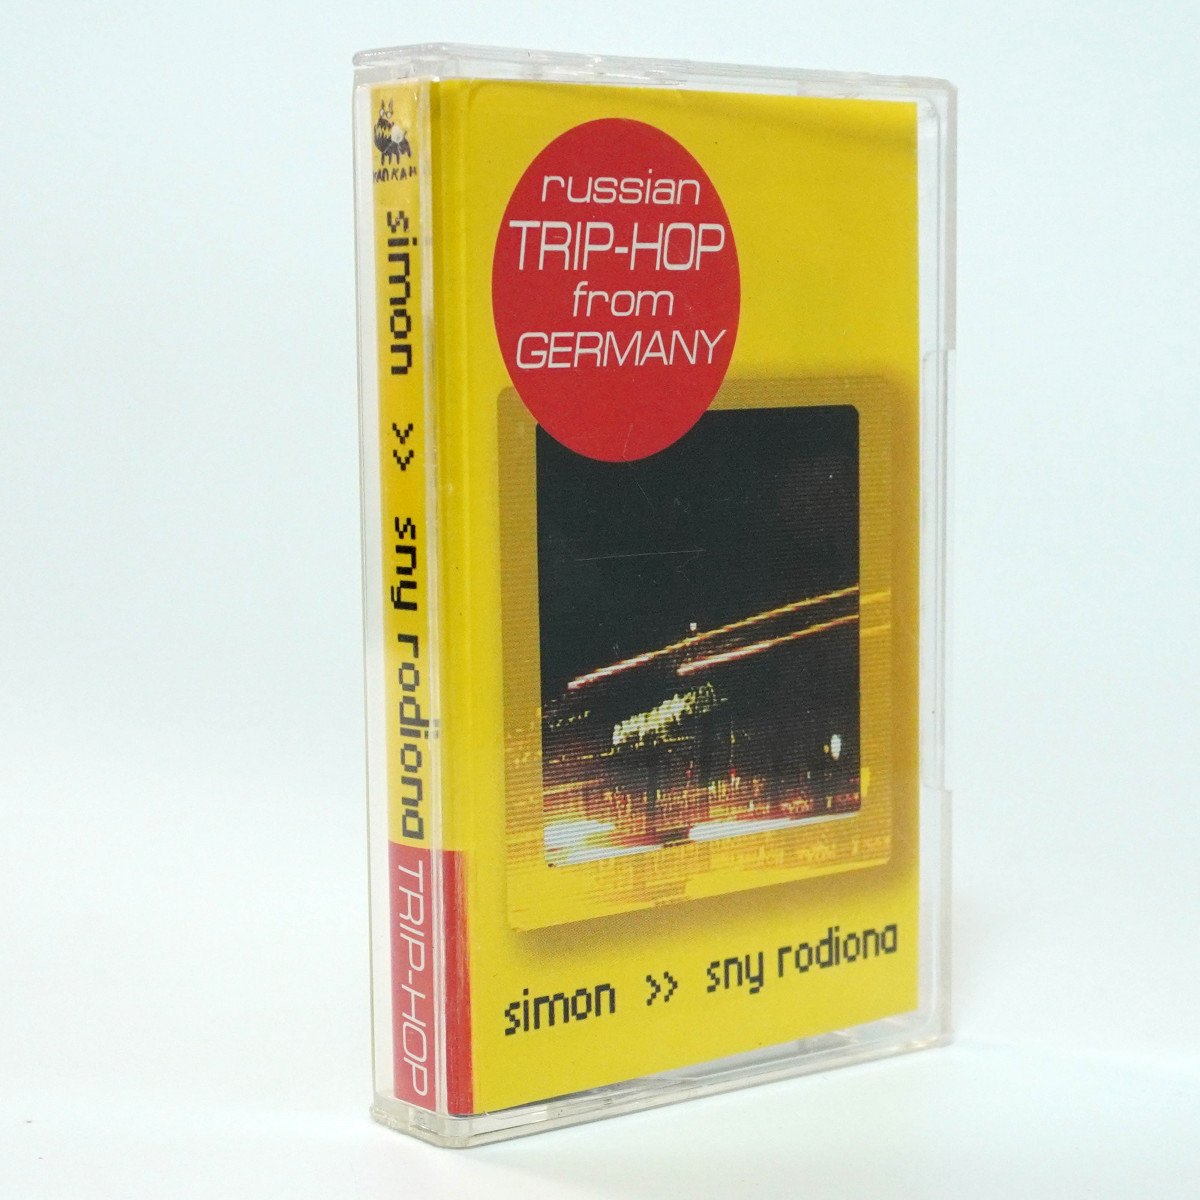 russian
TRIP-HOP
from
GERMANY
simon >> sny rodiona
simon >> sny rodiona
TRIP-HOP